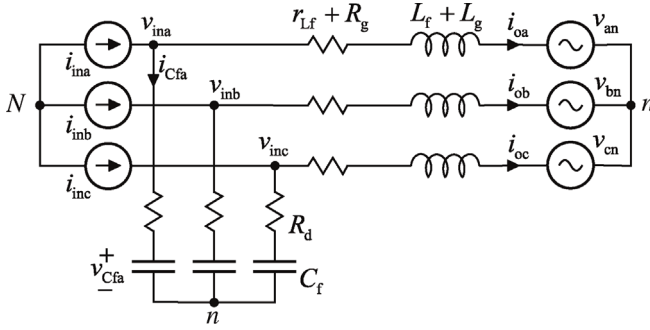 v_ina r_Lf + R_g L_f + L_g i_oa v_an
i_ina i_Cfa
N v_inb i_ob v_bn n
i_inb
v_inc i_oc v_cn
i_inc
R_d
+
v_Cfa
−
C_f
n